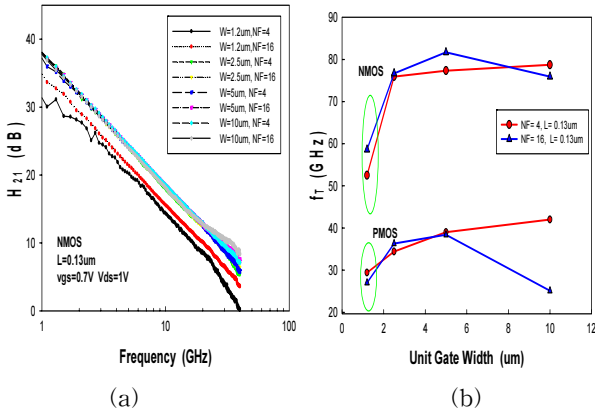 (a)
H21 (dB)
40
30
20
10
0
W=1.2um, NF=4
W=1.2um, NF=16
W=2.5um, NF=4
W=2.5um, NF=16
W=5um, NF=4
W=5um, NF=16
W=10um, NF=4
W=10um, NF=16
NMOS
L=0.13um
vgs=0.7V Vds=1V
1
10
100
Frequency (GHz)
(a)
(b)
fT (GHz)
90
80
70
60
50
40
30
20
NMOS
NF= 4, L= 0.13um
NF= 16, L= 0.13um
PMOS
0 2 4 6 8 10 12
Unit Gate Width (um)
(b)